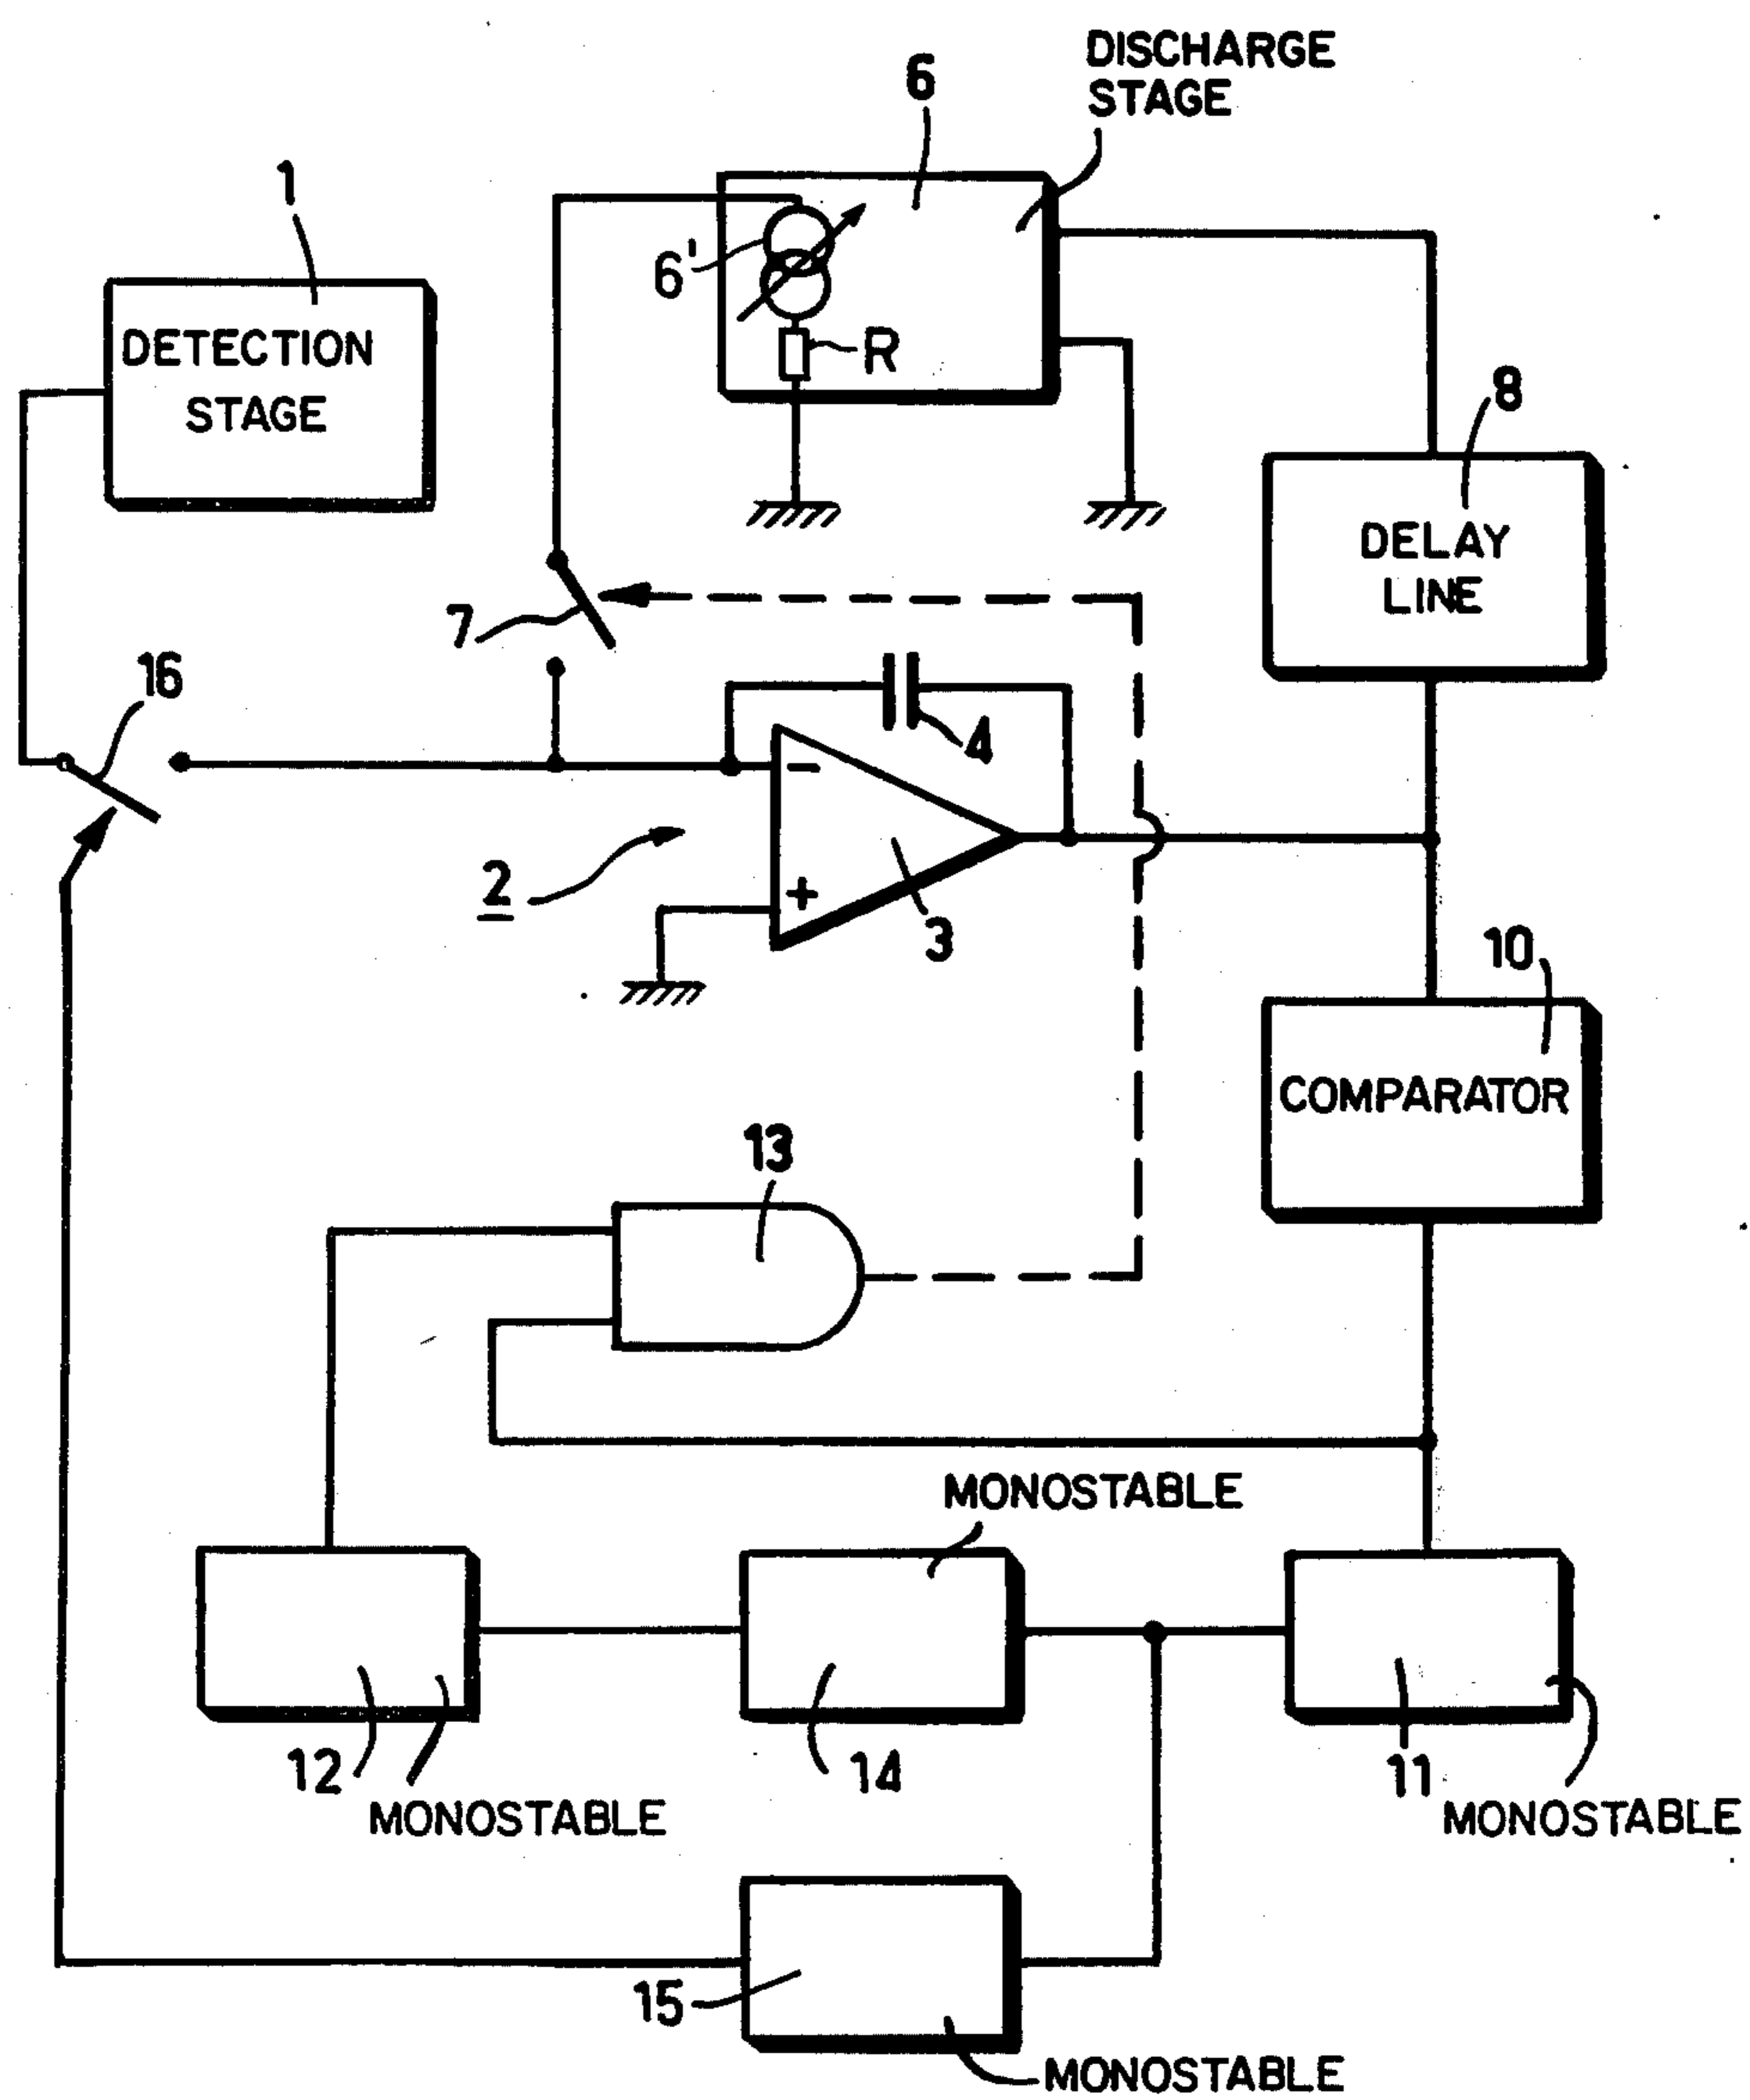 DISCHARGE
STAGE
6
1
6'
R
DETECTION
STAGE
8
DELAY
LINE
7
16
4
-
2
+
3
10
COMPARATOR
13
MONOSTABLE
12
14
11
MONOSTABLE
MONOSTABLE
15
MONOSTABLE